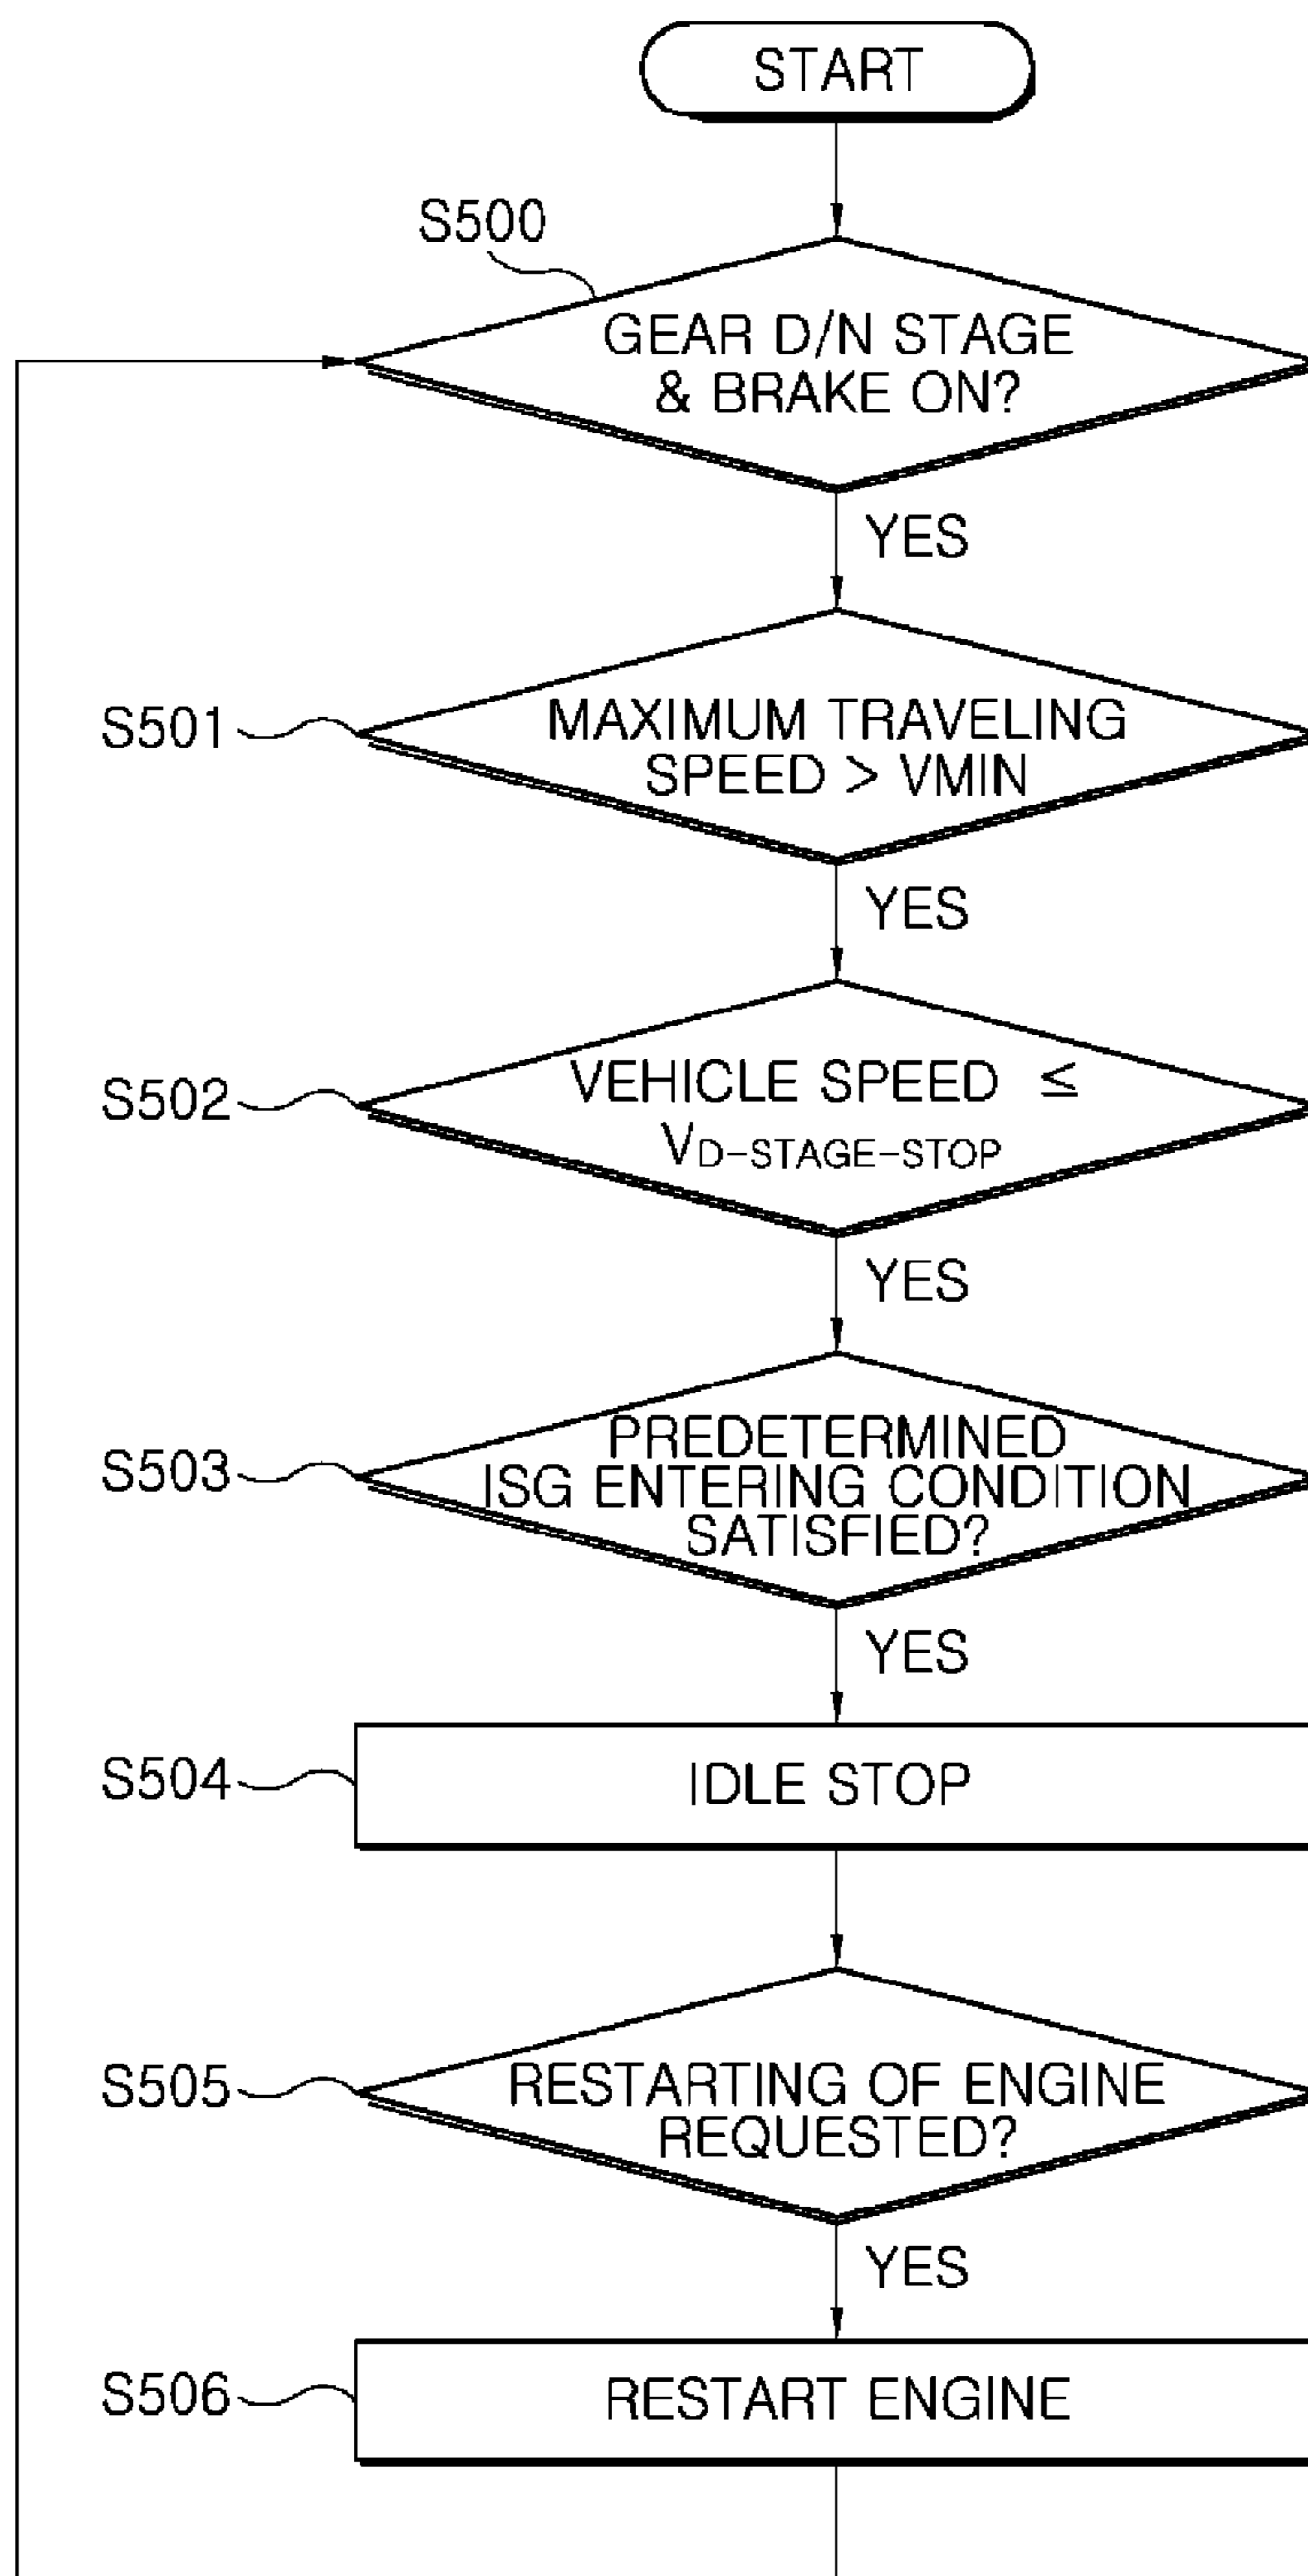 START
S500
GEAR D/N STAGE
& BRAKE ON?
YES
S501
MAXIMUM TRAVELING
SPEED > VMIN
YES
S502
VEHICLE SPEED ≤
VD-STAGE-STOP
YES
S503
PREDETERMINED
ISG ENTERING CONDITION
SATISFIED?
YES
S504
IDLE STOP
S505
RESTARTING OF ENGINE
REQUESTED?
YES
S506
RESTART ENGINE